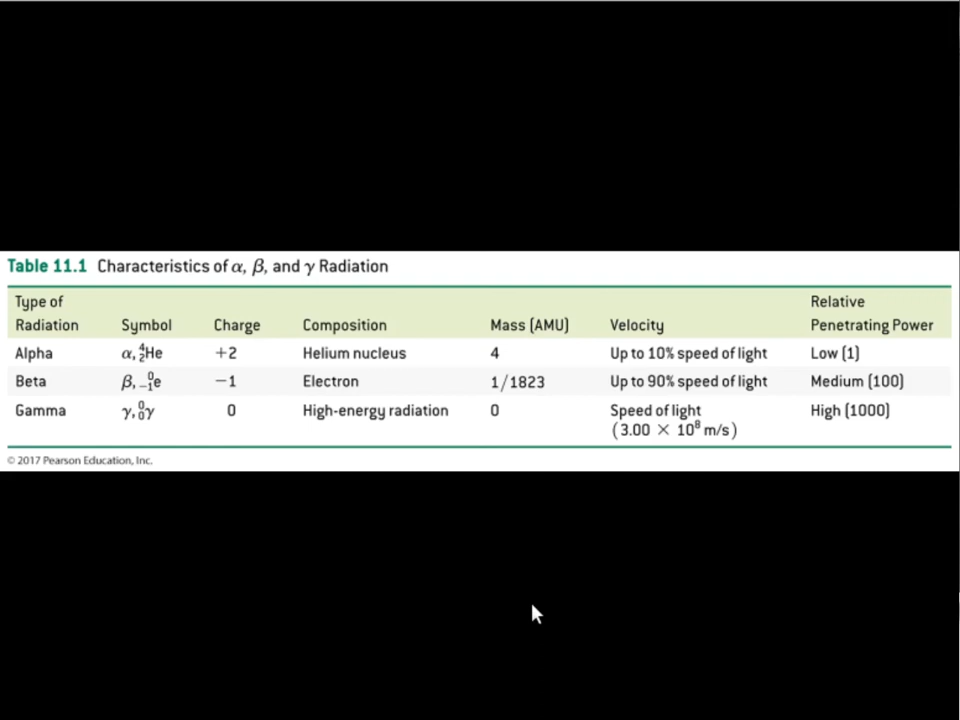 Table 11.1 Characteristics of α, β, and γ Radiation
Type of Radiation Symbol Charge Composition Mass (AMU) Velocity Relative Penetrating Power
Alpha α, ⁴₂He +2 Helium nucleus 4 Up to 10% speed of light Low (1)
Beta β, ⁰₋₁e −1 Electron 1/1823 Up to 90% speed of light Medium (100)
Gamma γ, ⁰₀γ 0 High-energy radiation 0 Speed of light (3.00 × 10⁸ m/s) High (1000)
© 2017 Pearson Education, Inc.